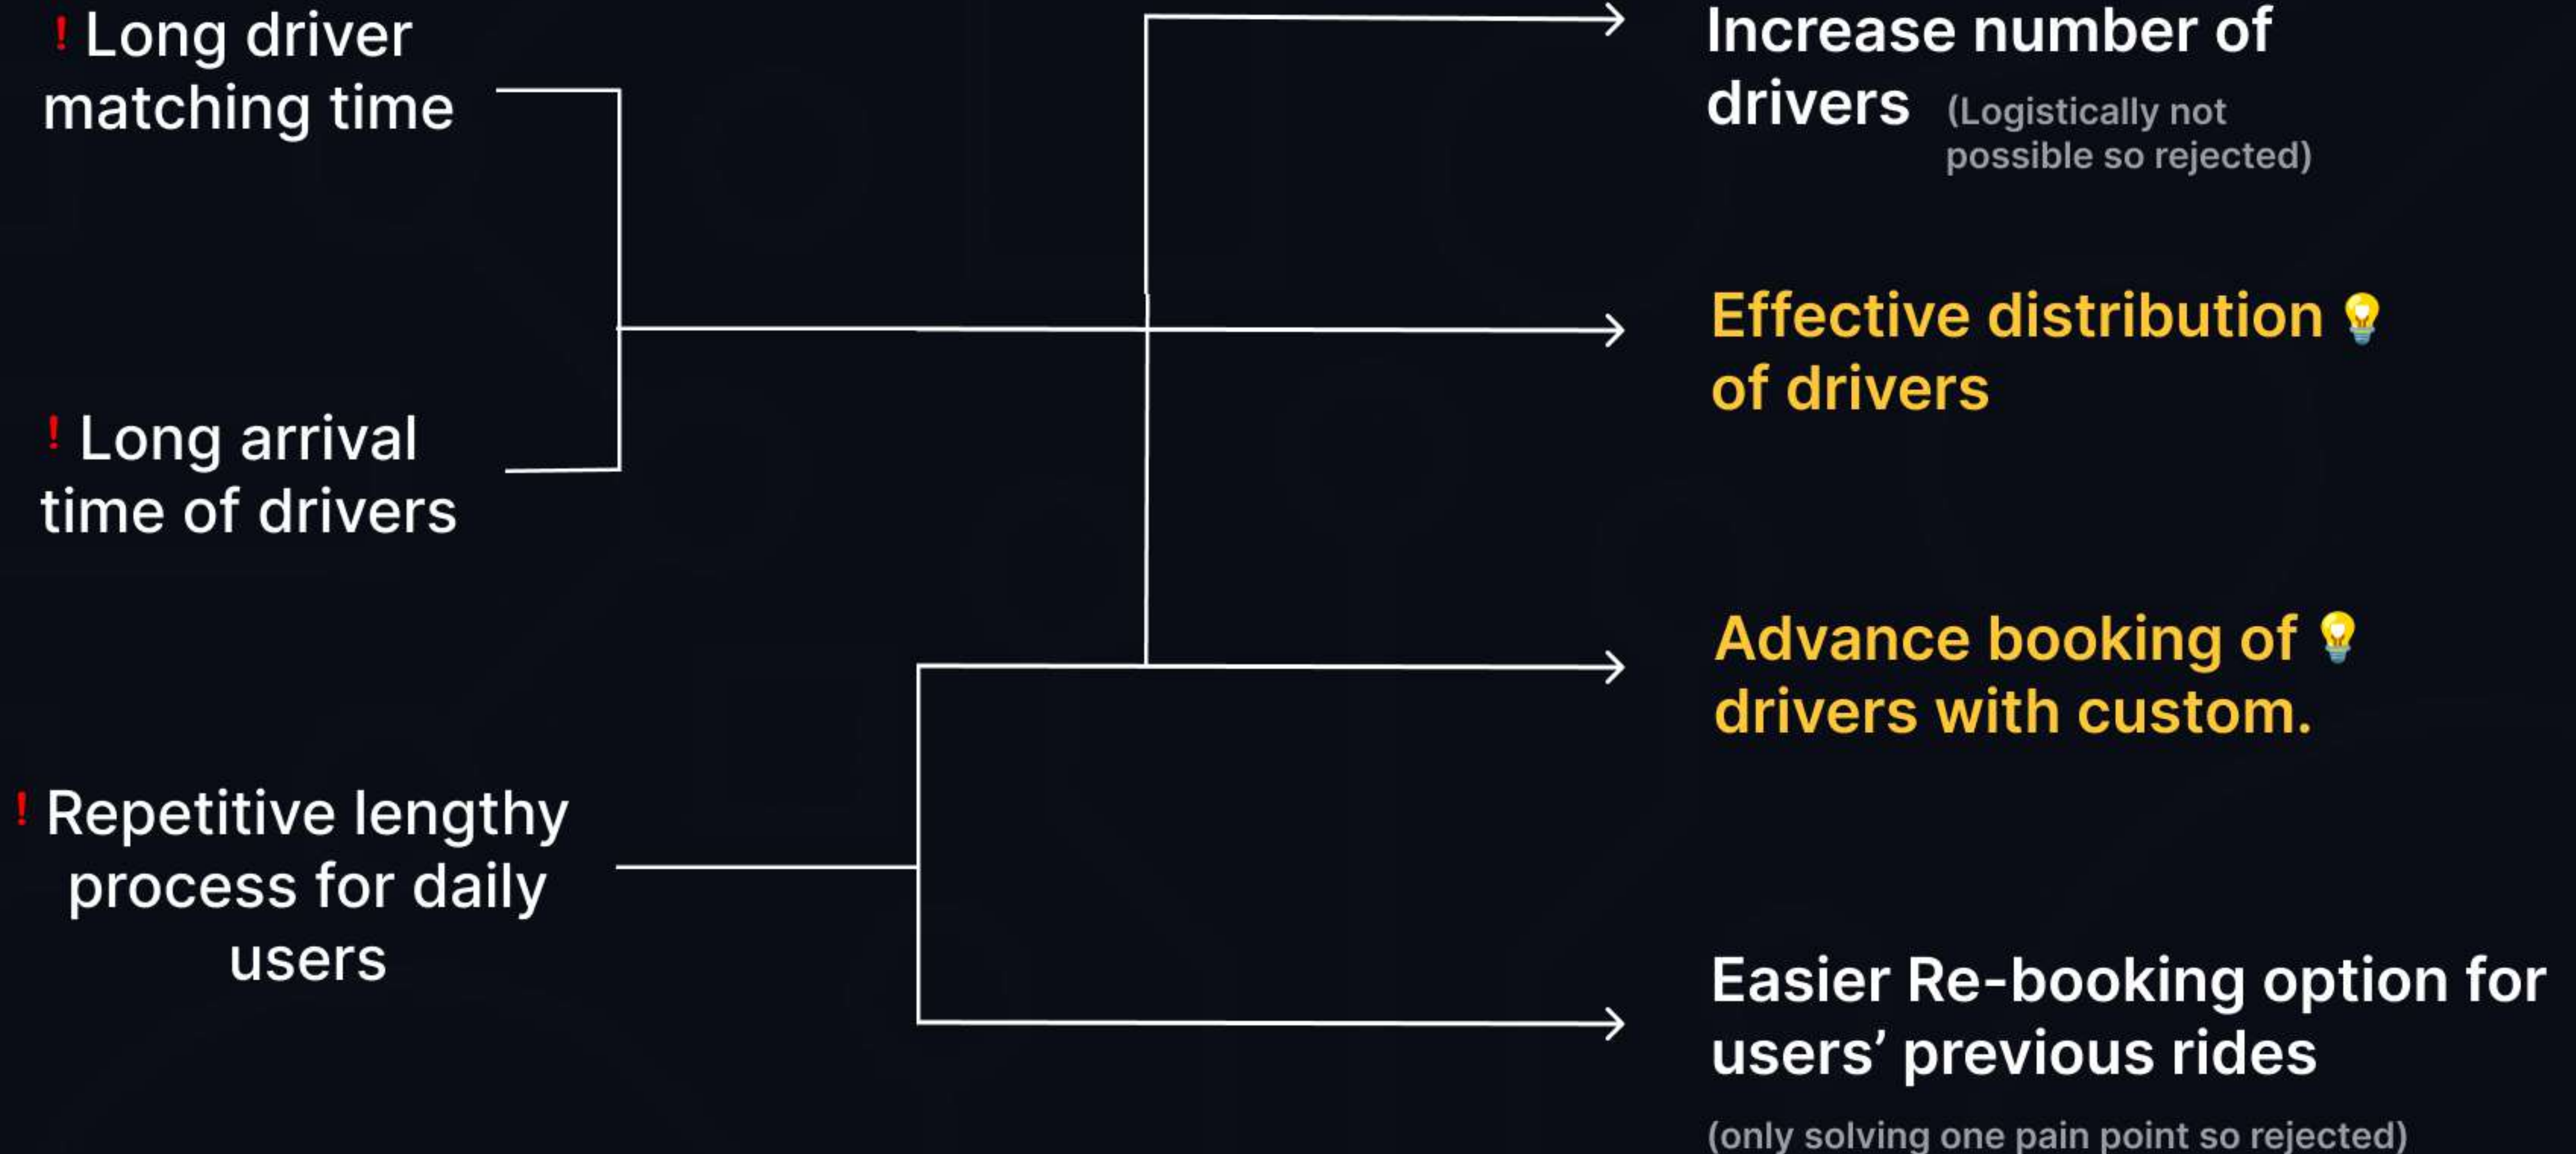 ! Long driver
matching time
! Long arrival
time of drivers
! Repetitive lengthy
process for daily
users
Increase number of
drivers (Logistically not
possible so rejected)
Effective distribution 💡
of drivers
Advance booking of 💡
drivers with custom.
Easier Re-booking option for
users’ previous rides
(only solving one pain point so rejected)